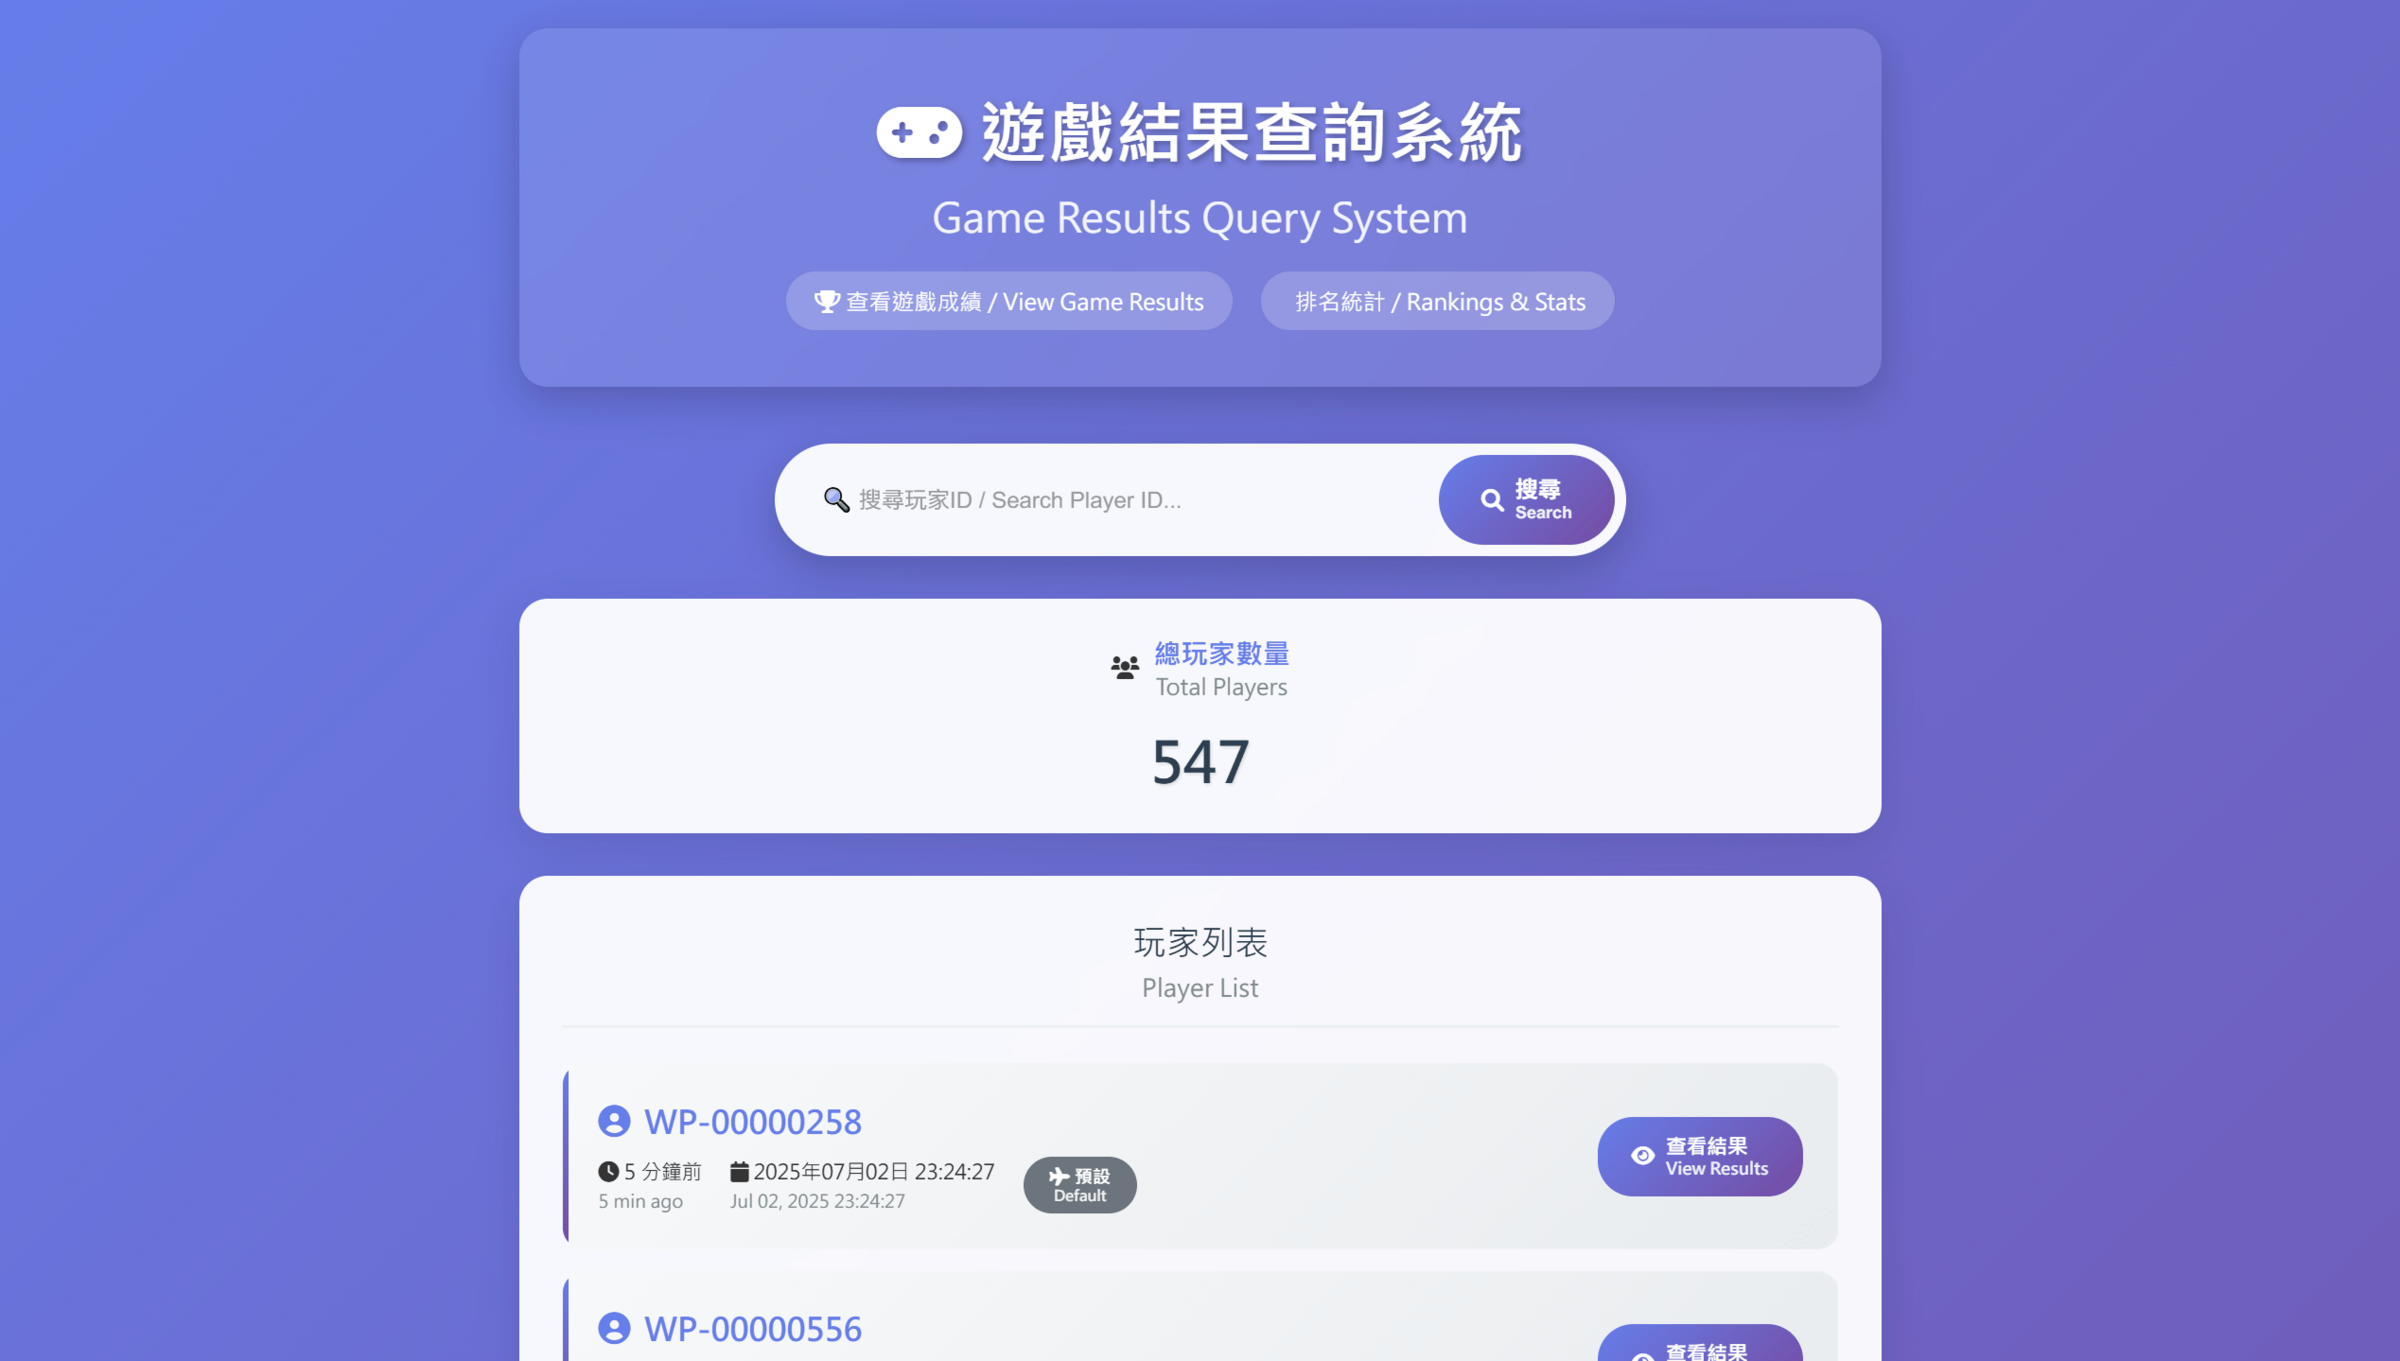 遊戲結果查詢系統
Game Results Query System
查看遊戲成績 / View Game Results
排名統計 / Rankings & Stats
搜尋玩家ID / Search Player ID...
搜尋
Search
總玩家數量
Total Players
547
玩家列表
Player List
WP-00000258
5 分鐘前
5 min ago
2025年07月02日 23:24:27
Jul 02, 2025 23:24:27
預設
Default
查看結果
View Results
WP-00000556
查看結果